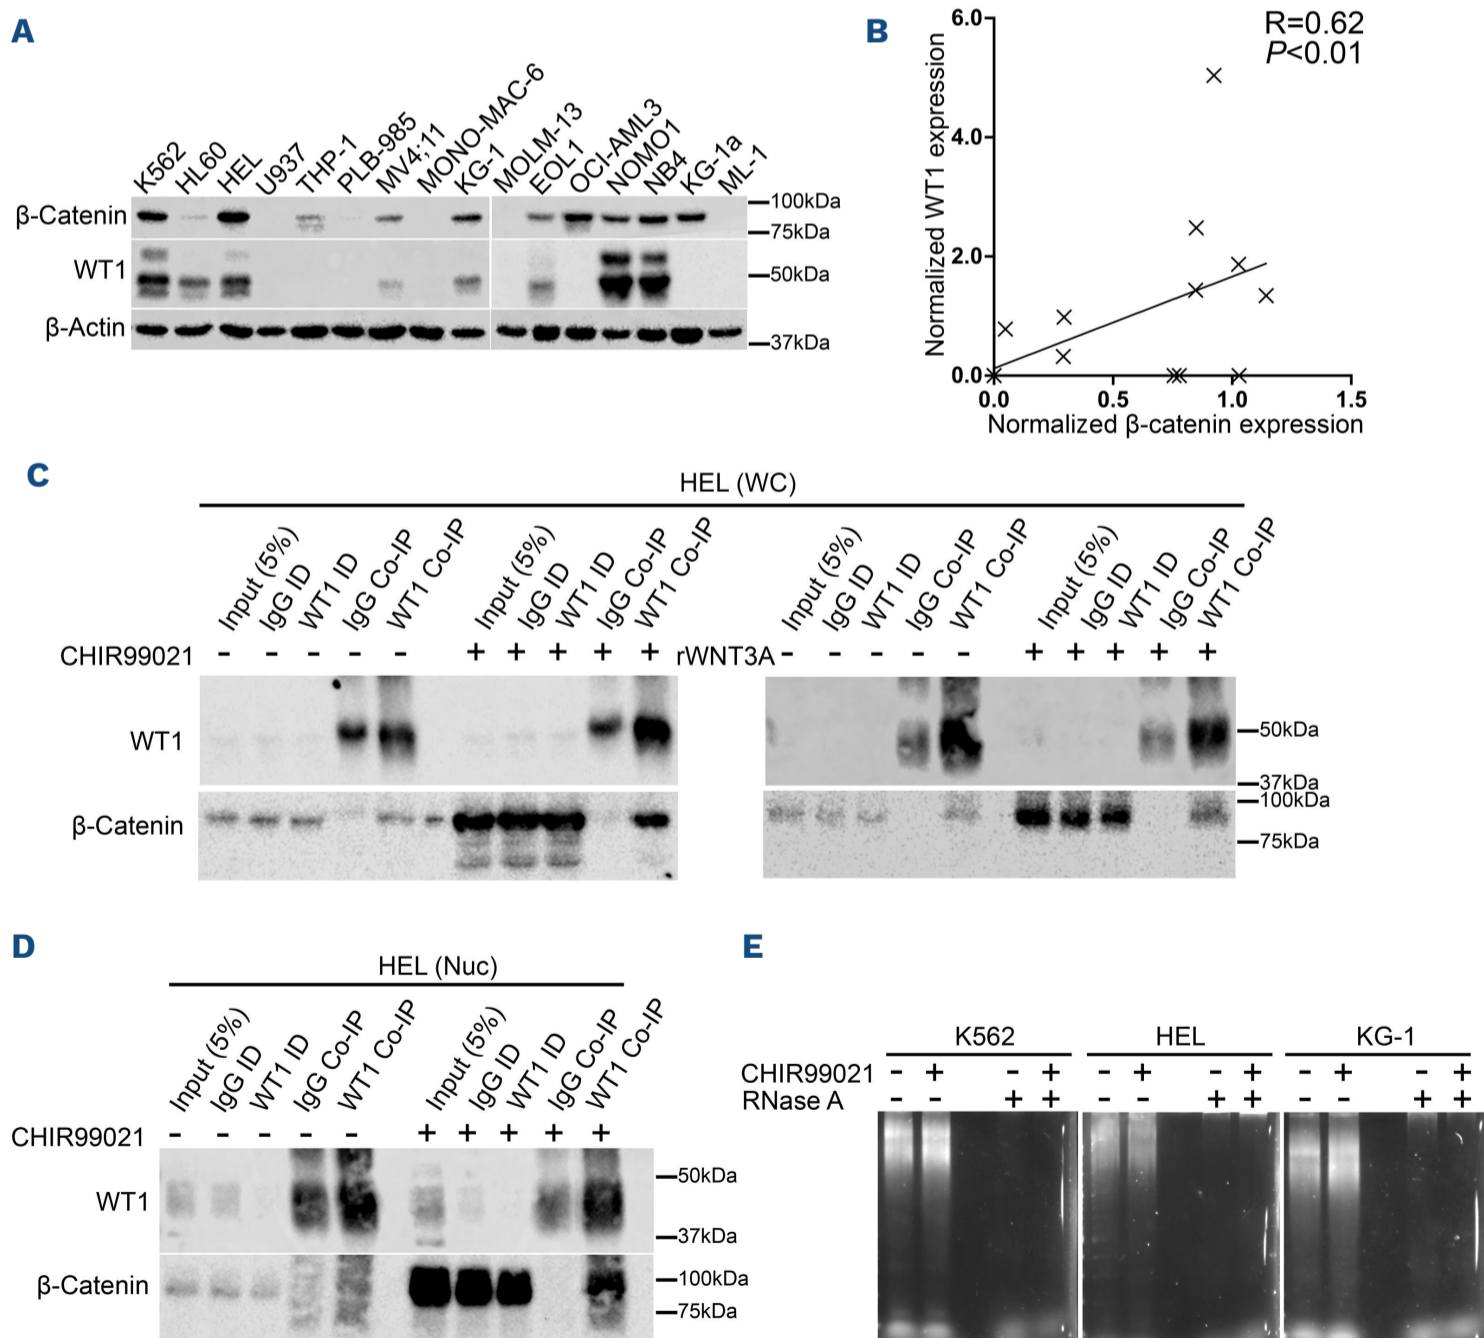 A
K562 HL60 HEL U937 THP-1 PLB-985 MV4;11 MONO-MAC-6 KG-1 MOLM-13 EOL1 OCI-AML3 NOMO1 NB4 KG-1a ML-1
β-Catenin
100kDa
75kDa
WT1
50kDa
β-Actin
37kDa
B
R=0.62
P<0.01
Normalized WT1 expression
6.0
4.0
2.0
0.0
0.0 0.5 1.0 1.5
Normalized β-catenin expression
C
HEL (WC)
Input (5%) IgG ID WT1 ID IgG Co-IP WT1 Co-IP Input (5%) IgG ID WT1 ID IgG Co-IP WT1 Co-IP Input (5%) IgG ID WT1 ID IgG Co-IP WT1 Co-IP Input (5%) IgG ID WT1 ID IgG Co-IP WT1 Co-IP
CHIR99021 - - - - - + + + + + rWNT3A - - - - - + + + + +
WT1
50kDa
37kDa
β-Catenin
100kDa
75kDa
D
HEL (Nuc)
Input (5%) IgG ID WT1 ID IgG Co-IP WT1 Co-IP Input (5%) IgG ID WT1 ID IgG Co-IP WT1 Co-IP
CHIR99021 - - - - - + + + + +
WT1
50kDa
37kDa
β-Catenin
100kDa
75kDa
E
K562 HEL KG-1
CHIR99021 - + - + - + - + - + - +
RNase A - - + + - - + + - - + +